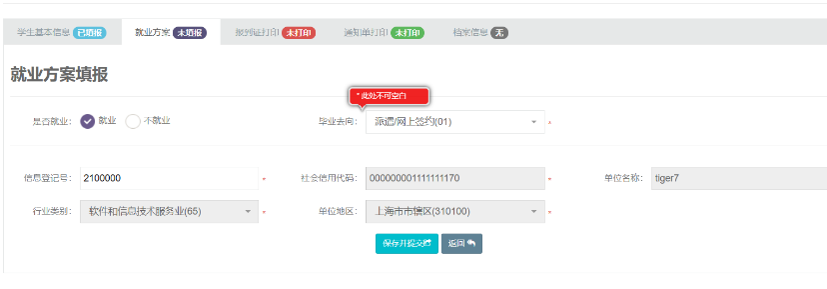 学生基本信息 已填报 就业方案 未填报 报到证打印 未打印 通知单打印 未打印 档案信息 无
就业方案填报
* 此处不可空白
是否就业: 就业 不就业 毕业去向: 派遣/网上签约(01) *
信息登记号: 2100000 * 社会信用代码: 000000001111111170 * 单位名称: tiger7
行业类别: 软件和信息技术服务业(65) * 单位地区: 上海市市辖区(310100) *
保存并提交 返回